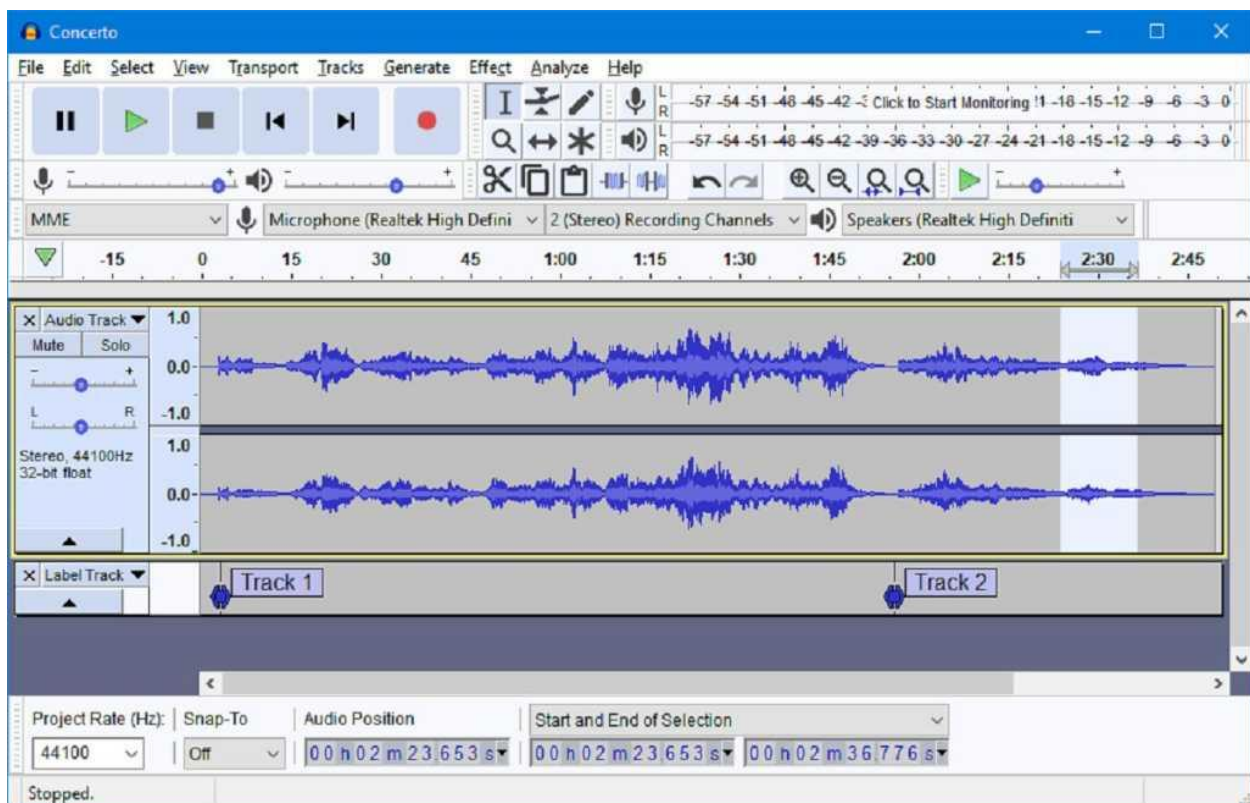 Concerto
File Edit Select View Transport Tracks Generate Effect Analyze Help
L -57 -54 -51 -48 -45 -42 -3 Click to Start Monitoring !1 -18 -15 -12 -9 -6 -3 0
R
L -57 -54 -51 -48 -45 -42 -39 -36 -33 -30 -27 -24 -21 -18 -15 -12 -9 -6 -3 0
R
- + - + - +
MME Microphone (Realtek High Defini 2 (Stereo) Recording Channels Speakers (Realtek High Definiti
-15 0 15 30 45 1:00 1:15 1:30 1:45 2:00 2:15 2:30 2:45
X Audio Track 1.0
Mute Solo
- + 0.0
L R -1.0
Stereo, 44100Hz 1.0
32-bit float
0.0
-1.0
X Label Track
Track 1 Track 2
Project Rate (Hz): Snap-To Audio Position Start and End of Selection
44100 Off 00 h 02 m 23.653 s 00 h 02 m 23.653 s 00 h 02 m 36.776 s
Stopped.